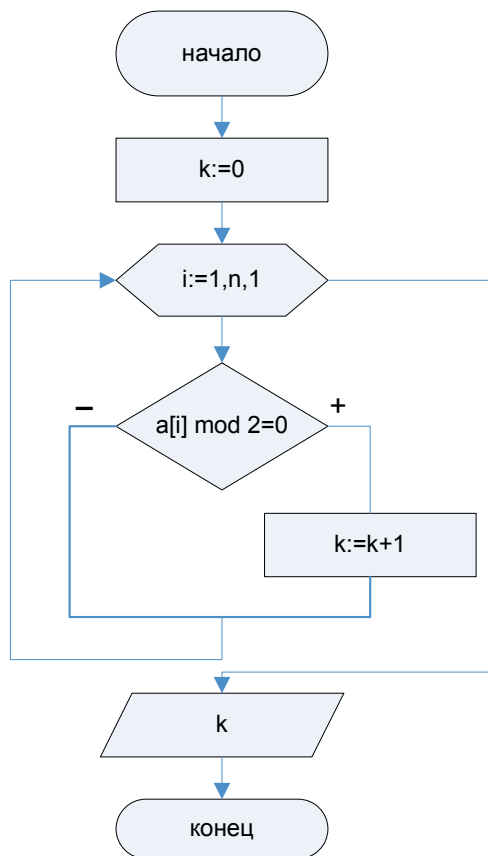 начало
k:=0
i:=1,n,1
–
+
a[i] mod 2=0
k:=k+1
k
конец